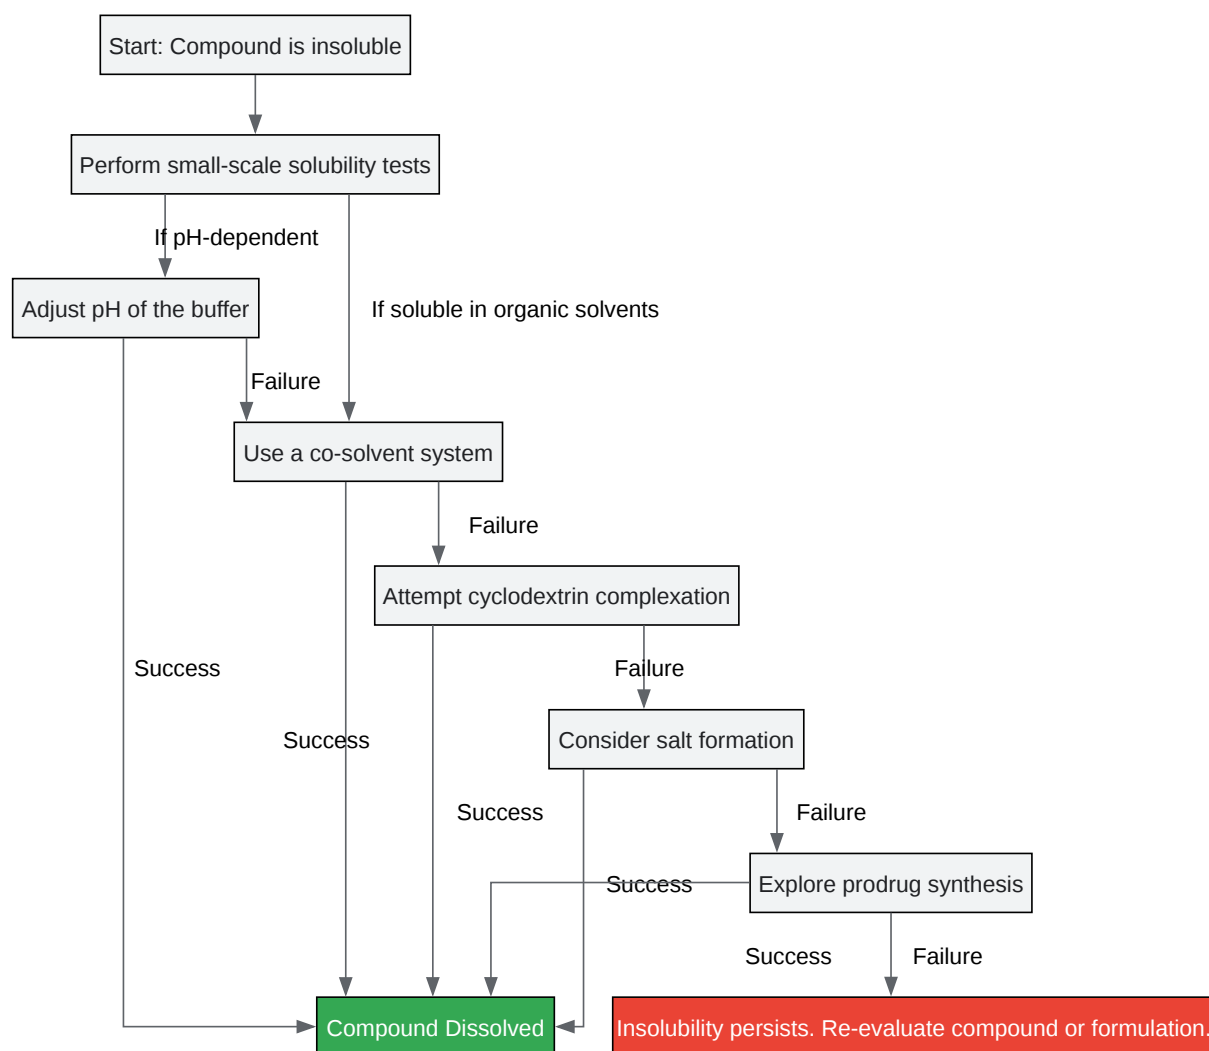 Start: Compound is insoluble
Perform small-scale solubility tests
If pH-dependent
Adjust pH of the buffer
If soluble in organic solvents
Failure
Use a co-solvent system
Failure
Attempt cyclodextrin complexation
Success
Failure
Success
Consider salt formation
Success
Failure
Success
Explore prodrug synthesis
Success
Failure
Compound Dissolved
Insolubility persists. Re-evaluate compound or formulation.